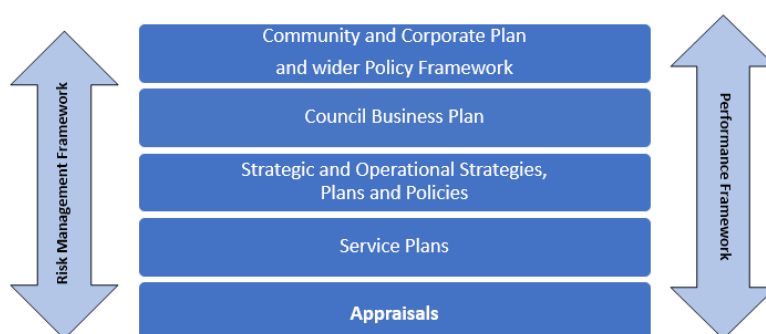 Community and Corporate Plan
and wider Policy Framework
Council Business Plan
Strategic and Operational Strategies,
Plans and Policies
Service Plans
Appraisals
Risk Management Framework
Performance Framework